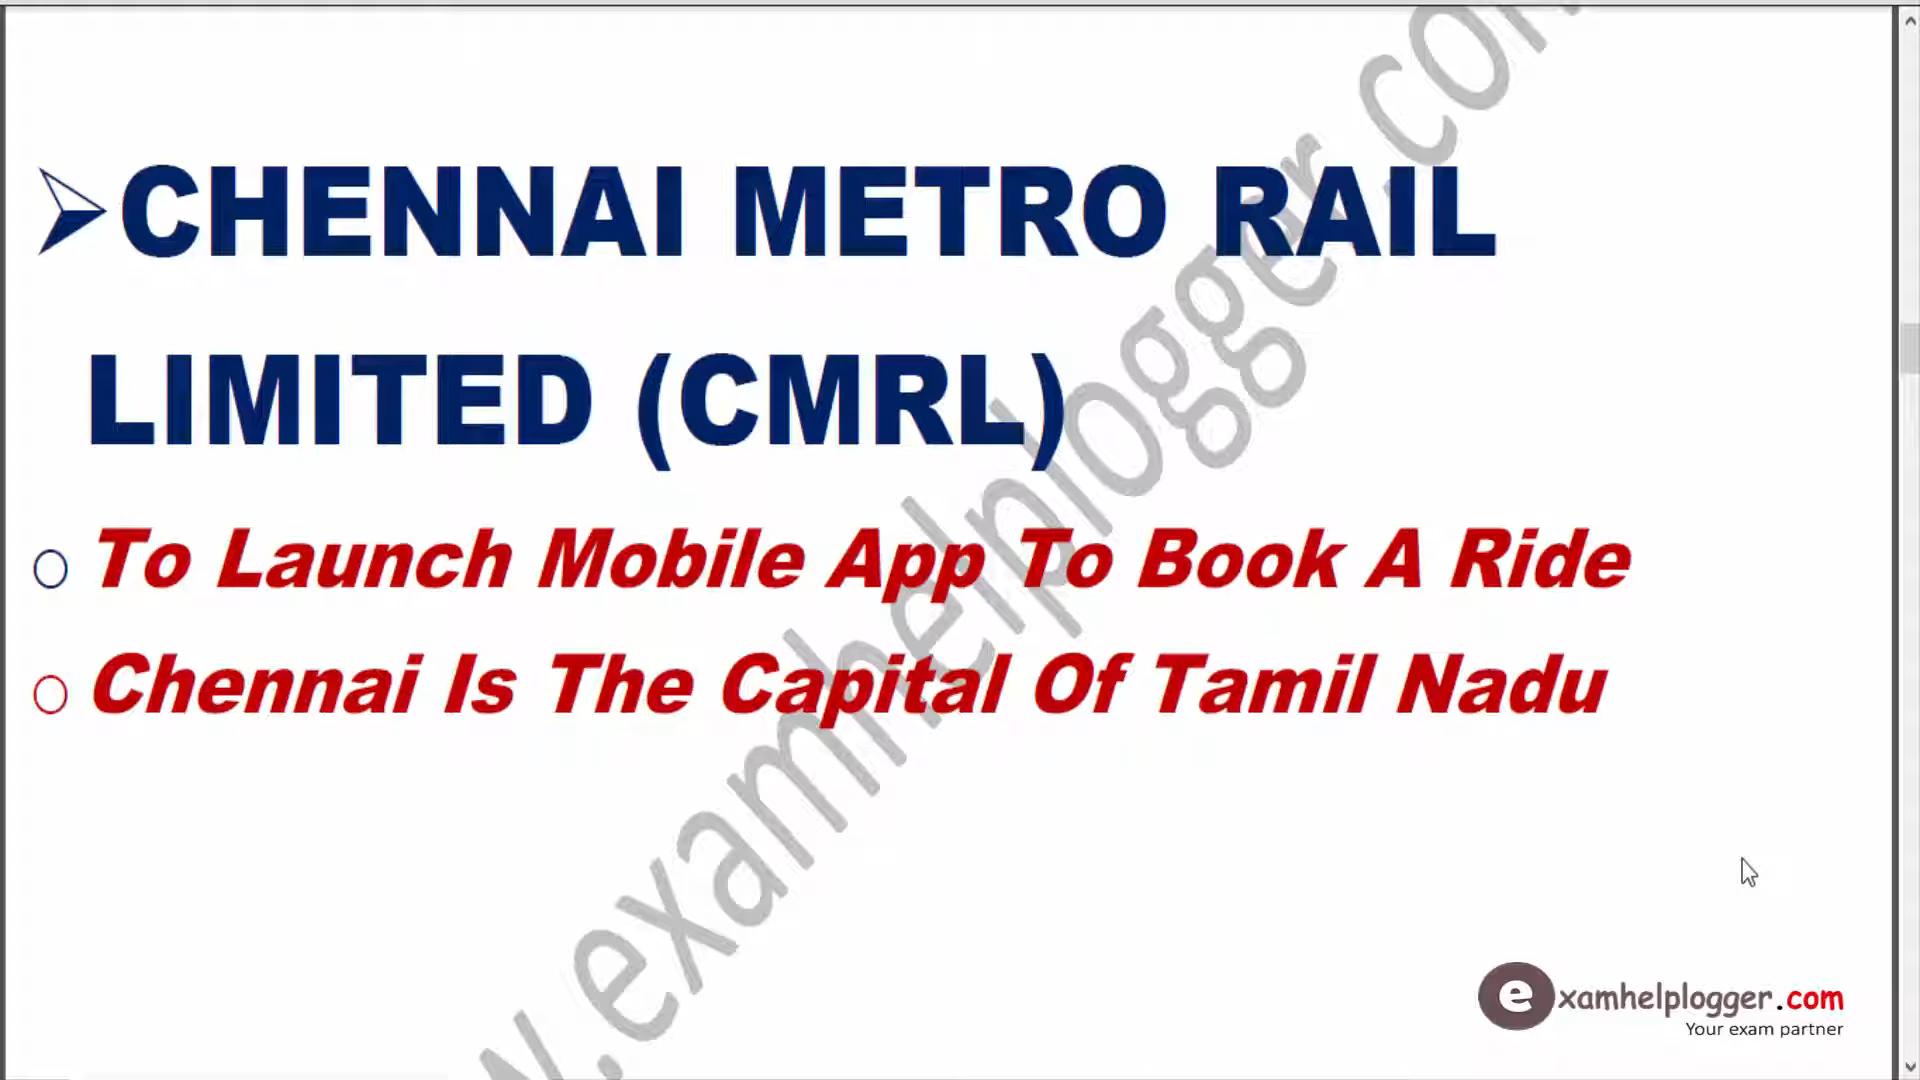 CHENNAI METRO RAIL
LIMITED (CMRL)
To Launch Mobile App To Book A Ride
Chennai Is The Capital Of Tamil Nadu
www.examhelplogger.com
examhelplogger.com
Your exam partner